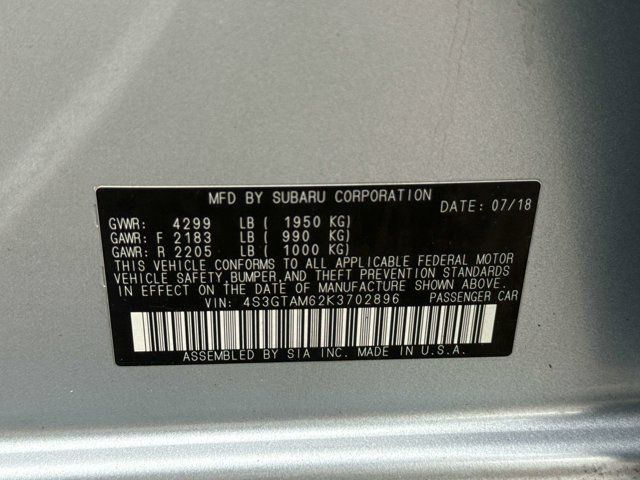 MFD BY SUBARU CORPORATION
DATE: 07/18
GVWR: 4299 LB ( 1950 KG)
GAWR: F 2183 LB ( 990 KG)
GAWR: R 2205 LB ( 1000 KG)
THIS VEHICLE CONFORMS TO ALL APPLICABLE FEDERAL MOTOR
VEHICLE SAFETY, BUMPER, AND THEFT PREVENTION STANDARDS
IN EFFECT ON THE DATE OF MANUFACTURE SHOWN ABOVE.
VIN: 4S3GTAM62K3702896 PASSENGER CAR
ASSEMBLED BY SIA INC. MADE IN U.S.A.